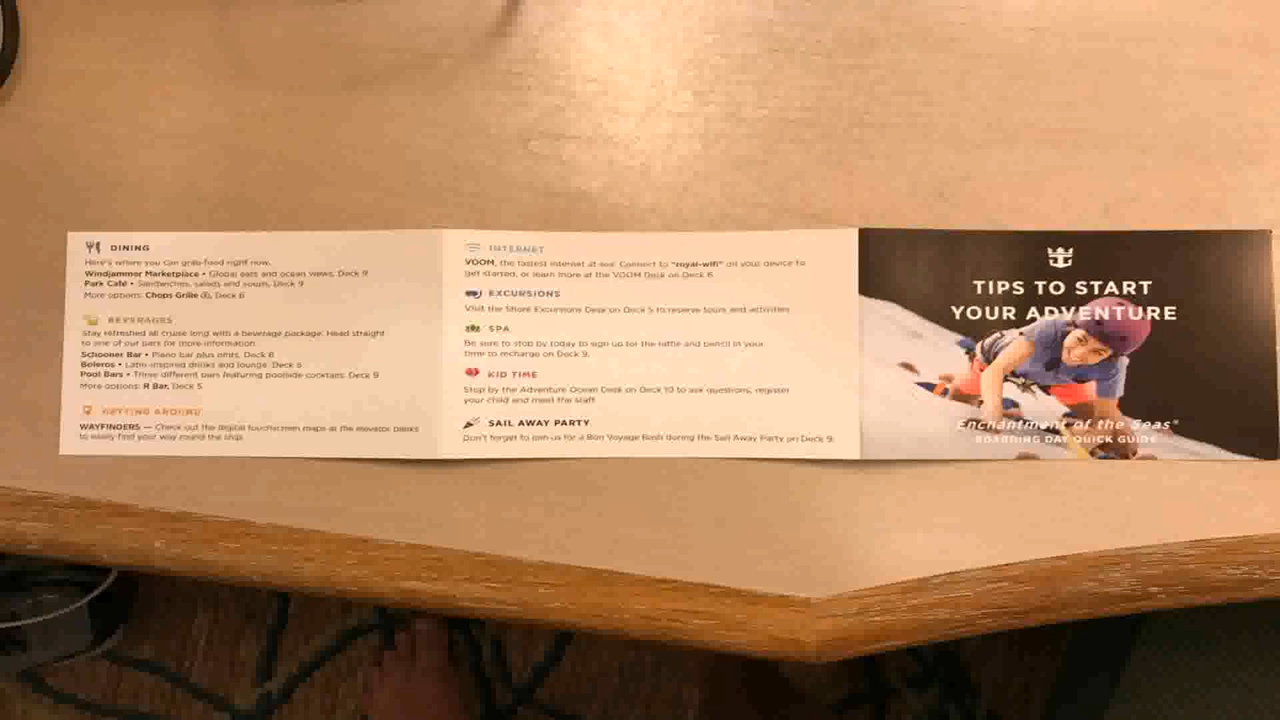 DINING
Here's where you can grab food right now.
Windjammer Marketplace • Global eats and ocean views, Deck 9
Park Café • Sandwiches, salads and soups, Deck 9
More options: Chops Grille, Deck 6
BEVERAGES
Stay refreshed all cruise long with a beverage package. Head straight
to one of our bars for more information.
Schooner Bar • Piano bar plus pints, Deck 6
Boleros • Latin-inspired drinks and lounge, Deck 5
Pool Bars • Three different bars featuring poolside cocktails, Deck 9
More options: R Bar, Deck 5
GETTING AROUND
WAYFINDERS — Check out the digital touchscreen maps at the elevator banks
to easily find your way round the ship.
INTERNET
VOOM, the fastest internet at sea. Connect to "royal-wifi" on your device to
get started, or learn more at the VOOM Desk on Deck 6.
EXCURSIONS
Visit the Shore Excursions Desk on Deck 5 to reserve tours and activities.
SPA
Be sure to stop by today to sign up for the raffle and pencil in your
time to recharge on Deck 9.
KID TIME
Stop by the Adventure Ocean Desk on Deck 10 to ask questions, register
your child and meet the staff.
SAIL AWAY PARTY
Don't forget to join us for a Bon Voyage Bash during the Sail Away Party on Deck 9.
TIPS TO START
YOUR ADVENTURE
Enchantment of the Seas®
BOARDING DAY QUICK GUIDE